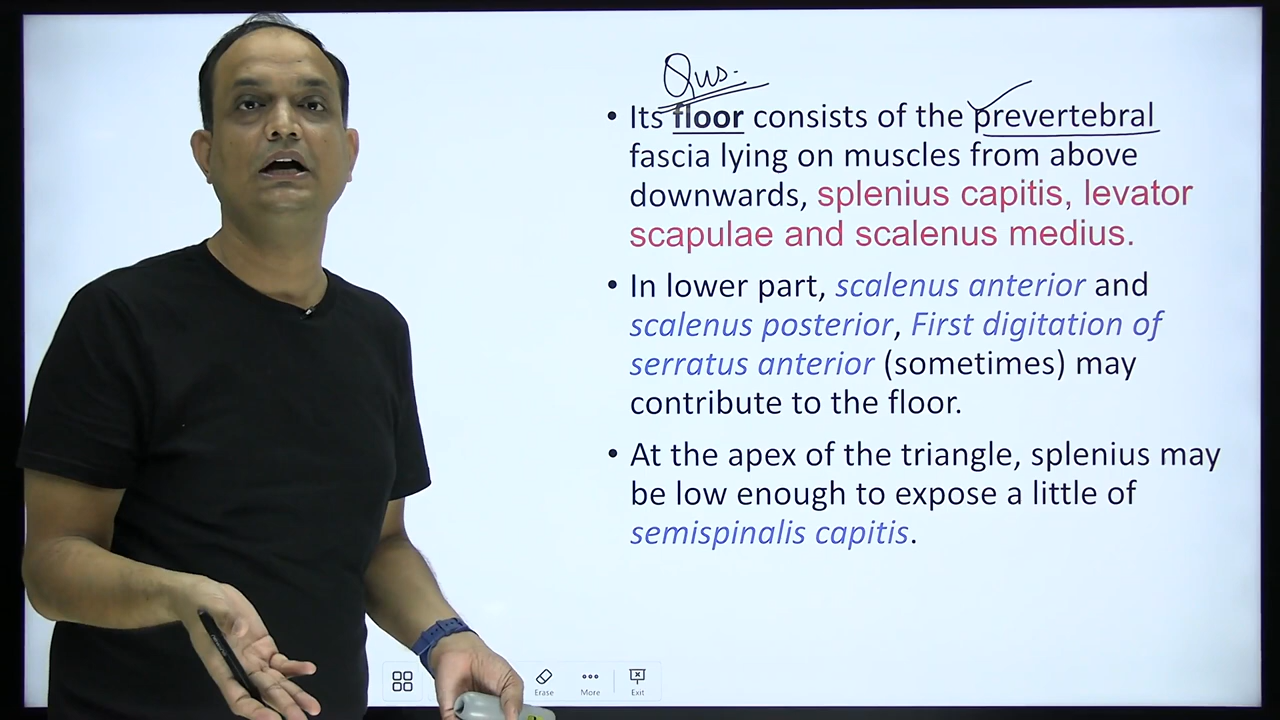 Qus.
• Its floor consists of the prevertebral
fascia lying on muscles from above
downwards, splenius capitis, levator
scapulae and scalenus medius.
• In lower part, scalenus anterior and
scalenus posterior, First digitation of
serratus anterior (sometimes) may
contribute to the floor.
• At the apex of the triangle, splenius may
be low enough to expose a little of
semispinalis capitis.
Erase More Exit